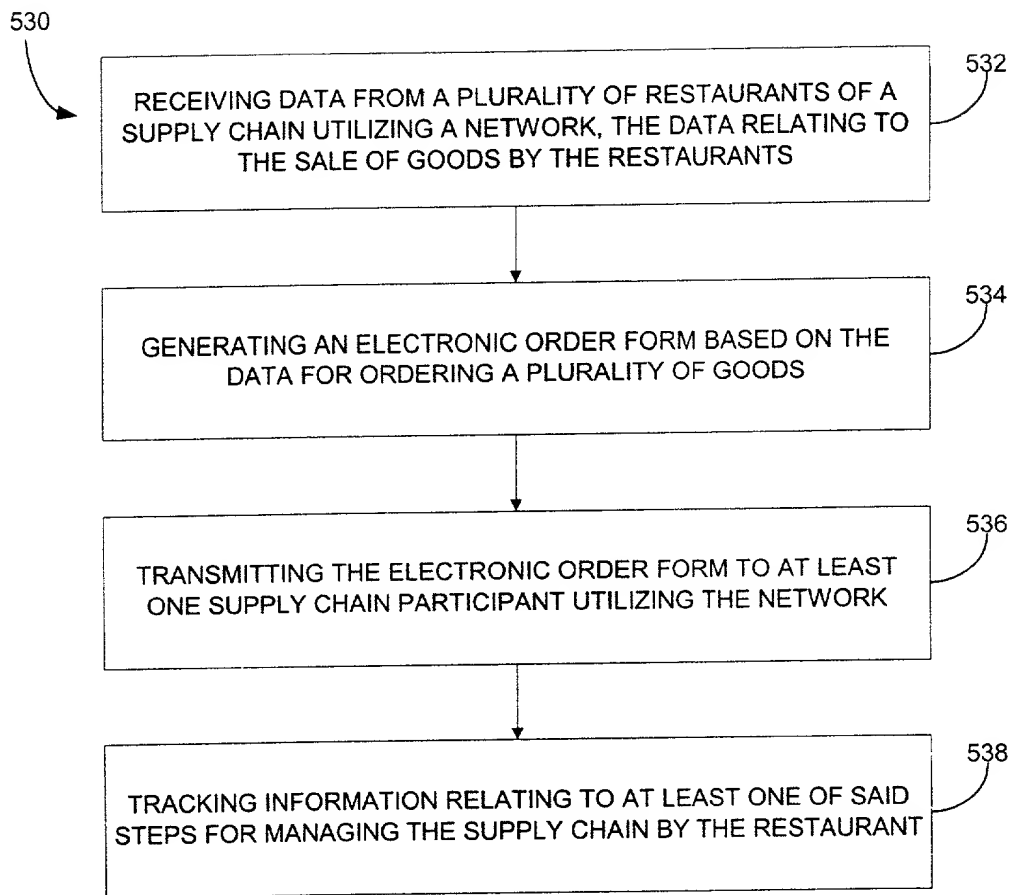 530
532
RECEIVING DATA FROM A PLURALITY OF RESTAURANTS OF A
SUPPLY CHAIN UTILIZING A NETWORK, THE DATA RELATING TO
THE SALE OF GOODS BY THE RESTAURANTS
534
GENERATING AN ELECTRONIC ORDER FORM BASED ON THE
DATA FOR ORDERING A PLURALITY OF GOODS
536
TRANSMITTING THE ELECTRONIC ORDER FORM TO AT LEAST
ONE SUPPLY CHAIN PARTICIPANT UTILIZING THE NETWORK
538
TRACKING INFORMATION RELATING TO AT LEAST ONE OF SAID
STEPS FOR MANAGING THE SUPPLY CHAIN BY THE RESTAURANT